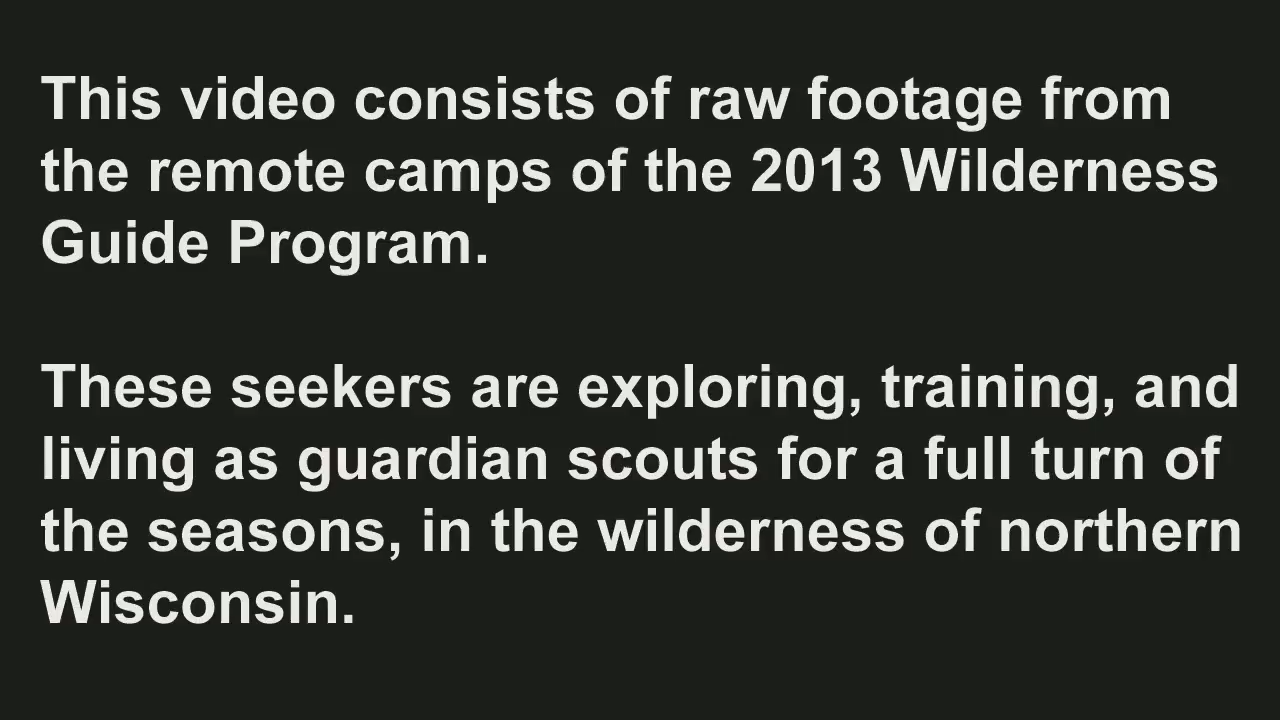 This video consists of raw footage from
the remote camps of the 2013 Wilderness
Guide Program.
These seekers are exploring, training, and
living as guardian scouts for a full turn of
the seasons, in the wilderness of northern
Wisconsin.